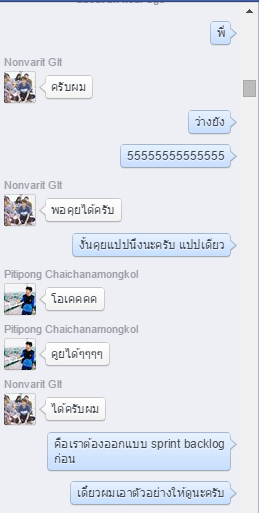 พี่
Nonvarit Glt
ครับผม
ว่างยัง
55555555555555
Nonvarit Glt
พอคุยได้ครับ
งั้นคุยแปปนึงนะครับ แปปเดียว
Pitipong Chaichanamongkol
โอเคคคค
Pitipong Chaichanamongkol
คุยได้ๆๆๆๆ
Nonvarit Glt
ได้ครับผม
คือเราต้องออกแบบ sprint backlog
ก่อน
เดี๋ยวผมเอาตัวอย่างให้ดูนะครับ